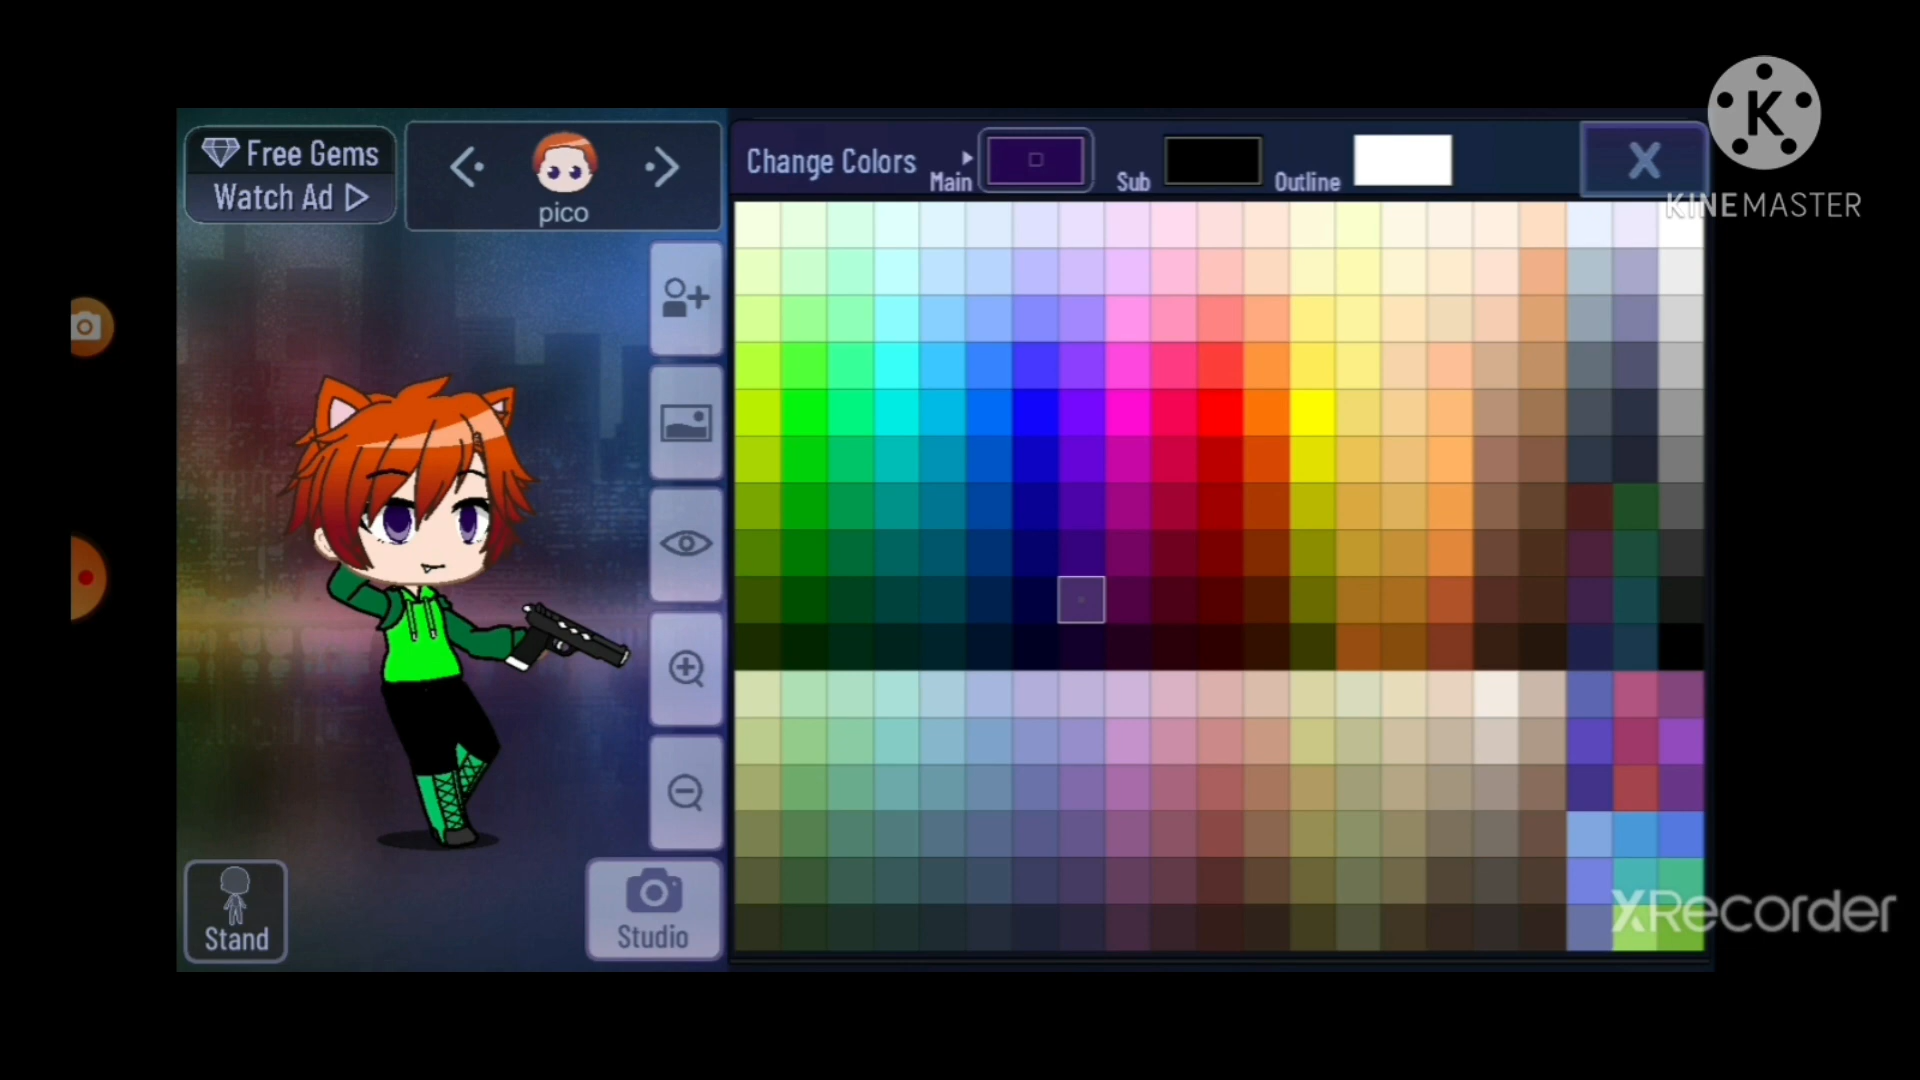 Free Gems
Watch Ad
pico
Change Colors
Main
Sub
Outline
X
K
KINEMASTER
Stand
Studio
XRecorder